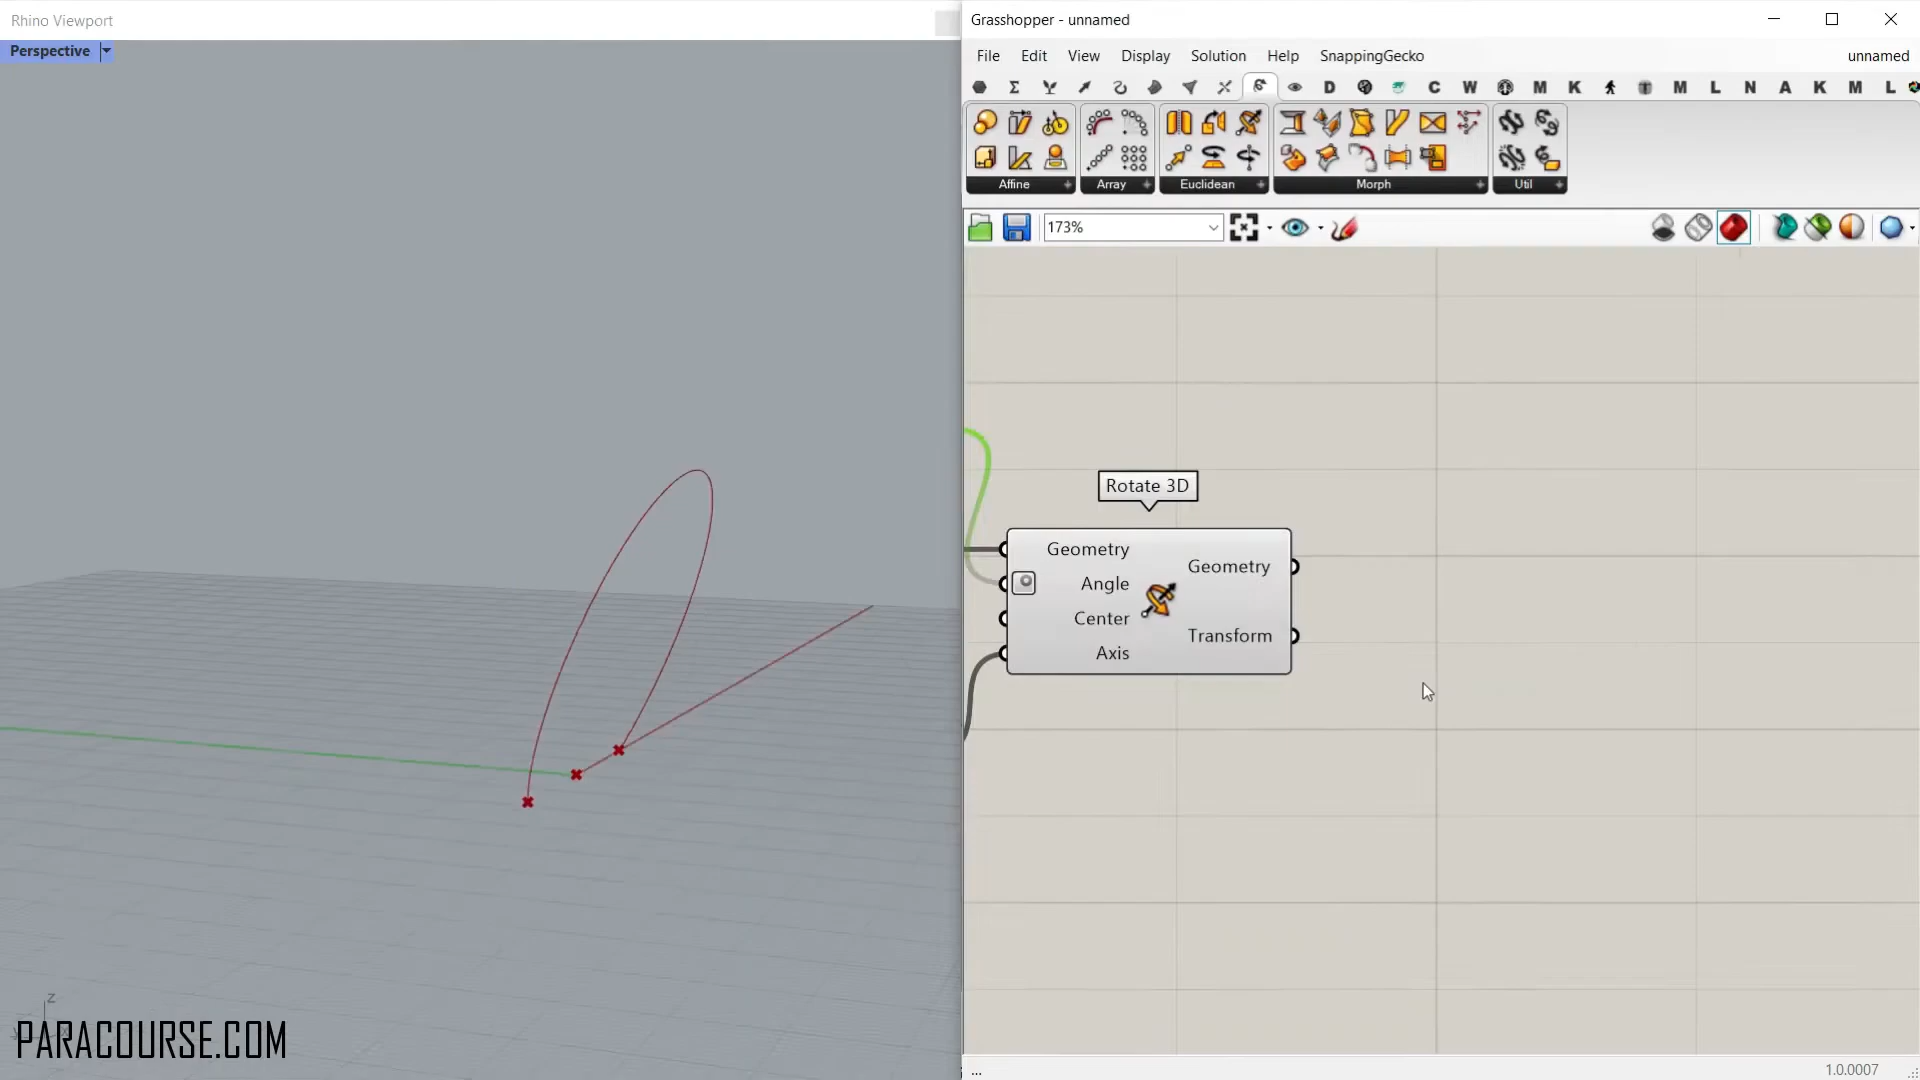 Rhino Viewport
Perspective
Grasshopper - unnamed
File Edit View Display Solution Help SnappingGecko unnamed
D C W M K M L N A K M L
Affine Array Euclidean Morph Util
173%
Rotate 3D
Geometry
Angle
Center
Axis
Geometry
Transform
z
PARACOURSE.COM
... 1.0.0007